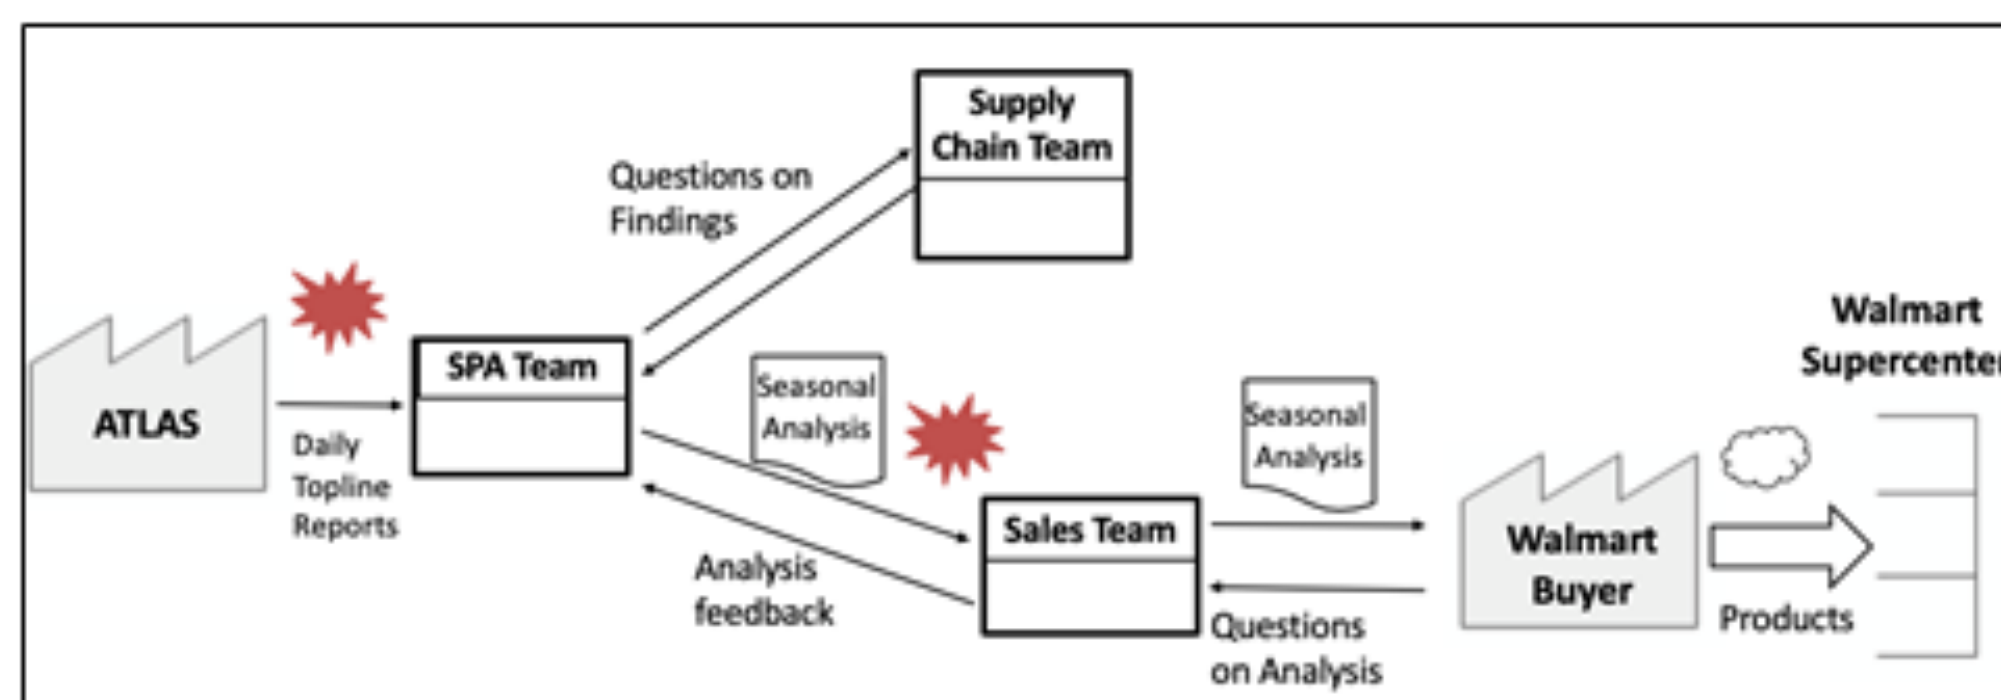 Supply
Chain Team
Questions on
Findings
ATLAS
Daily
Topline
Reports
SPA Team
Seasonal
Analysis
Analysis
feedback
Sales Team
Seasonal
Analysis
Questions
on Analysis
Walmart
Buyer
Products
Walmart
Supercenter